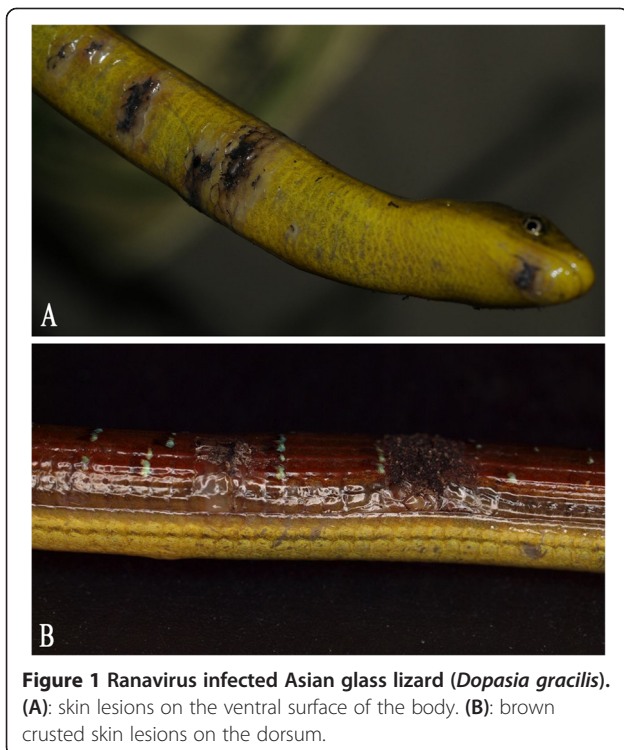 A
B
Figure 1 Ranavirus infected Asian glass lizard (Dopasia gracilis).
(A): skin lesions on the ventral surface of the body. (B): brown
crusted skin lesions on the dorsum.